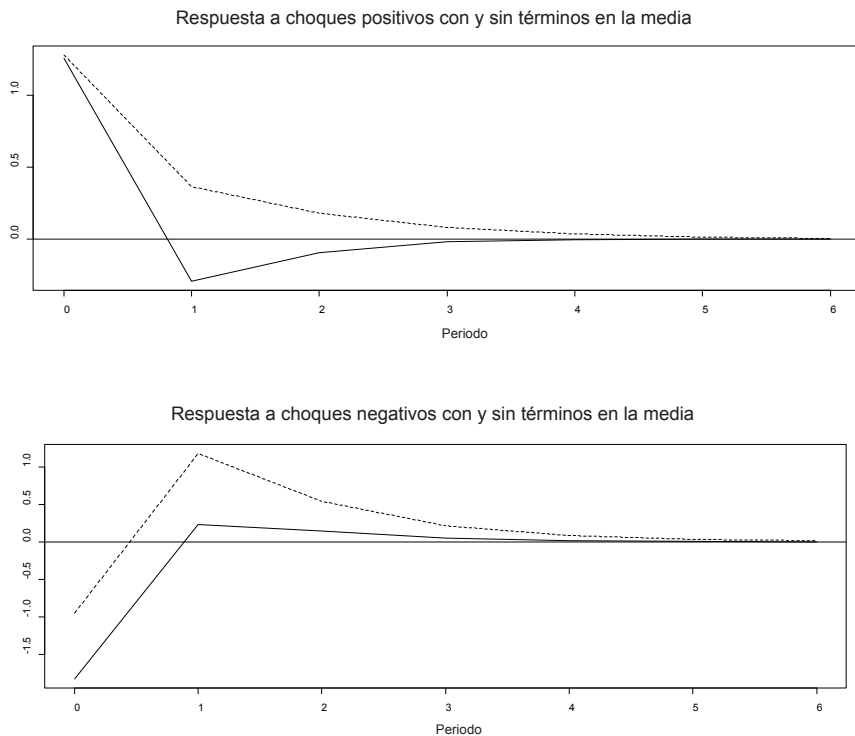 Respuesta a choques positivos con y sin términos en la media
1.0
0.5
0.0
0 1 2 3 4 5 6
Periodo
Respuesta a choques negativos con y sin términos en la media
1.0
0.5
0.0
-0.5
-1.0
-1.5
0 1 2 3 4 5 6
Periodo